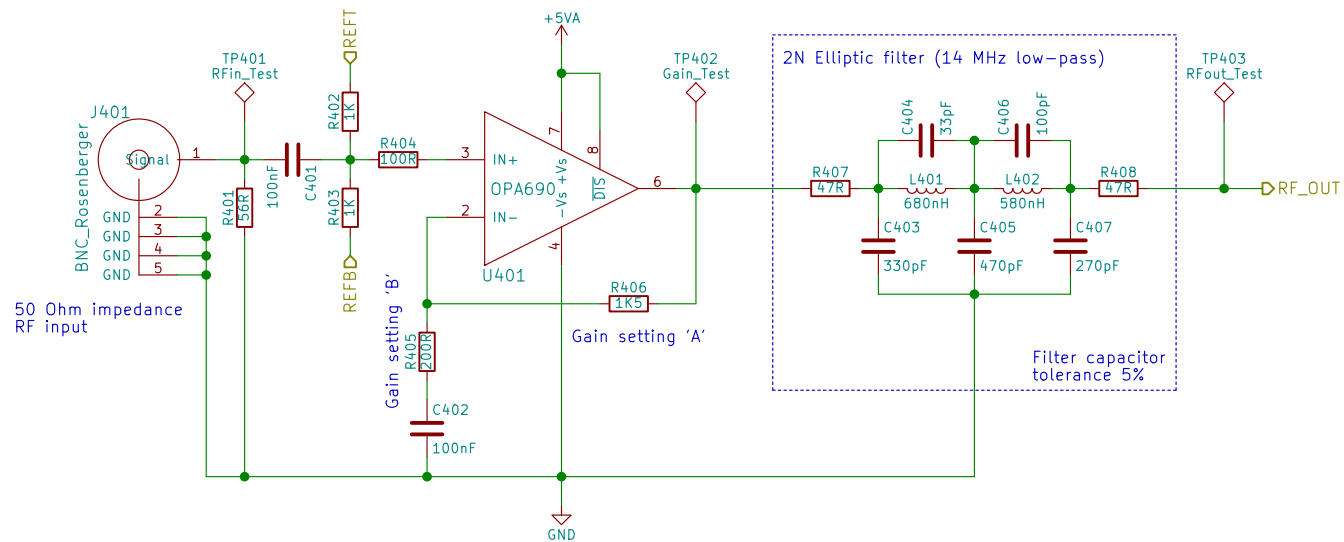 +5VA
REFT
TP401
RFin_Test
TP402
Gain_Test
2N Elliptic filter (14 MHz low-pass)
TP403
RFout_Test
J401
BNC_Rosenberger
Signal
1
GND 2
GND 3
GND 4
GND 5
R401
56R
100nF
C401
R402
1K
R403
1K
REFB
R404
100R
3
IN+
2
IN-
OPA690
U401
7
+Vs
-Vs
4
8
DIS
6
R407
47R
C404
33pF
C406
100pF
L401
680nH
L402
580nH
R408
47R
RF_OUT
C403
330pF
C405
470pF
C407
270pF
50 Ohm impedance
RF input
Gain setting 'B'
R405
200R
R406
1K5
Gain setting 'A'
C402
100nF
Filter capacitor
tolerance 5%
GND